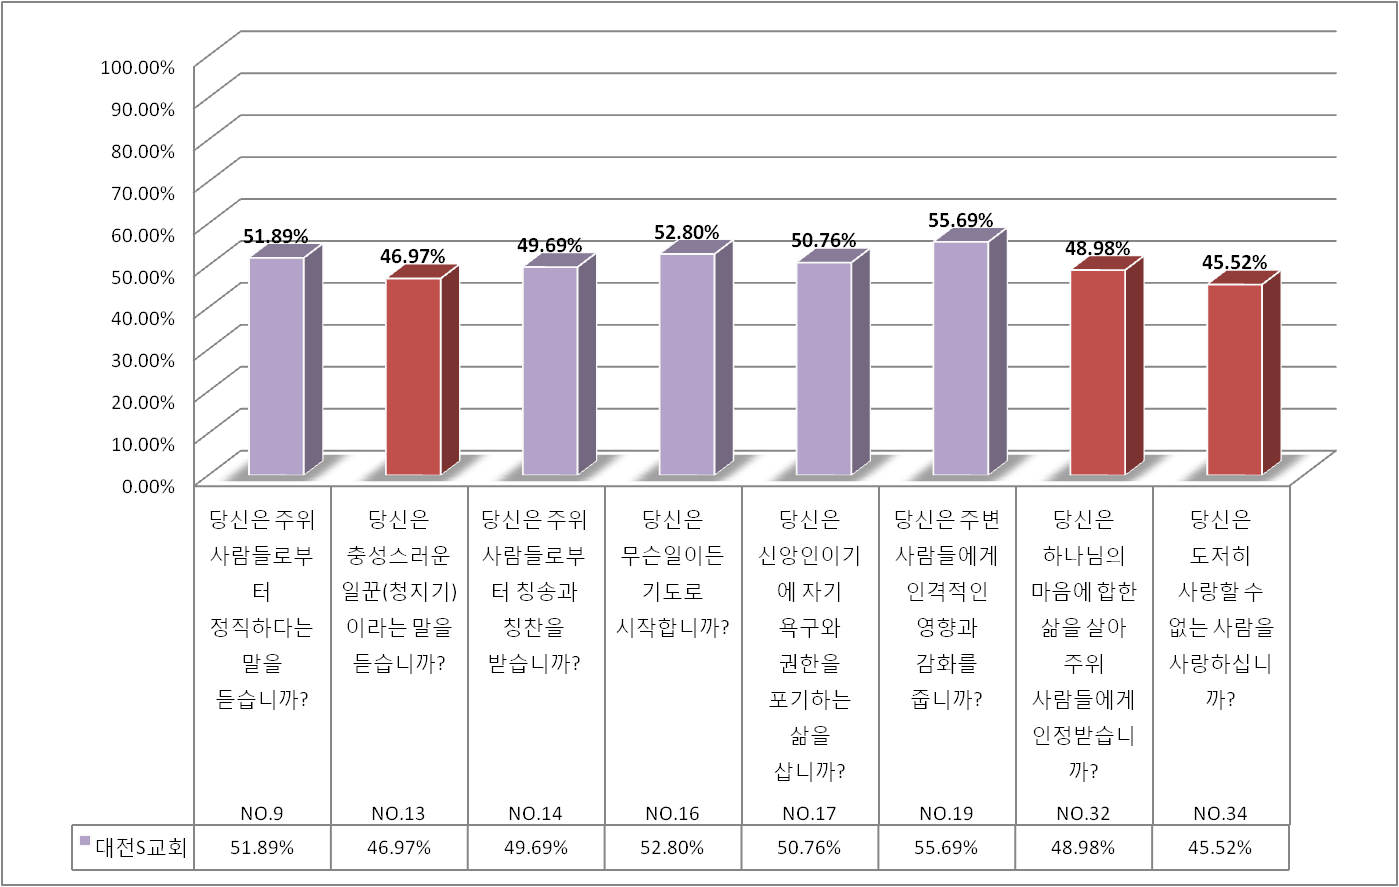 100.00%
90.00%
80.00%
70.00%
60.00%
50.00%
40.00%
30.00%
20.00%
10.00%
0.00%
51.89%
46.97%
49.69%
52.80%
50.76%
55.69%
48.98%
45.52%
당신은 주위
사람들로부
터
정직하다는
말을
듣습니까?
NO.9
당신은
충성스러운
일꾼(청지기)
이라는 말을
듣습니까?
NO.13
당신은 주위
사람들로부
터 칭송과
칭찬을
받습니까?
NO.14
당신은
무슨일이든
기도로
시작합니까?
NO.16
당신은
신앙인이기
에 자기
욕구와
권한을
포기하는
삶을
삽니까?
NO.17
당신은 주변
사람들에게
인격적인
영향과
감화를
줍니까?
NO.19
당신은
하나님의
마음에 합한
삶을 살아
주위
사람들에게
인정받습니
까?
NO.32
당신은
도저히
사랑할 수
없는 사람을
사랑하십니
까?
NO.34
대전S교회 51.89% 46.97% 49.69% 52.80% 50.76% 55.69% 48.98% 45.52%